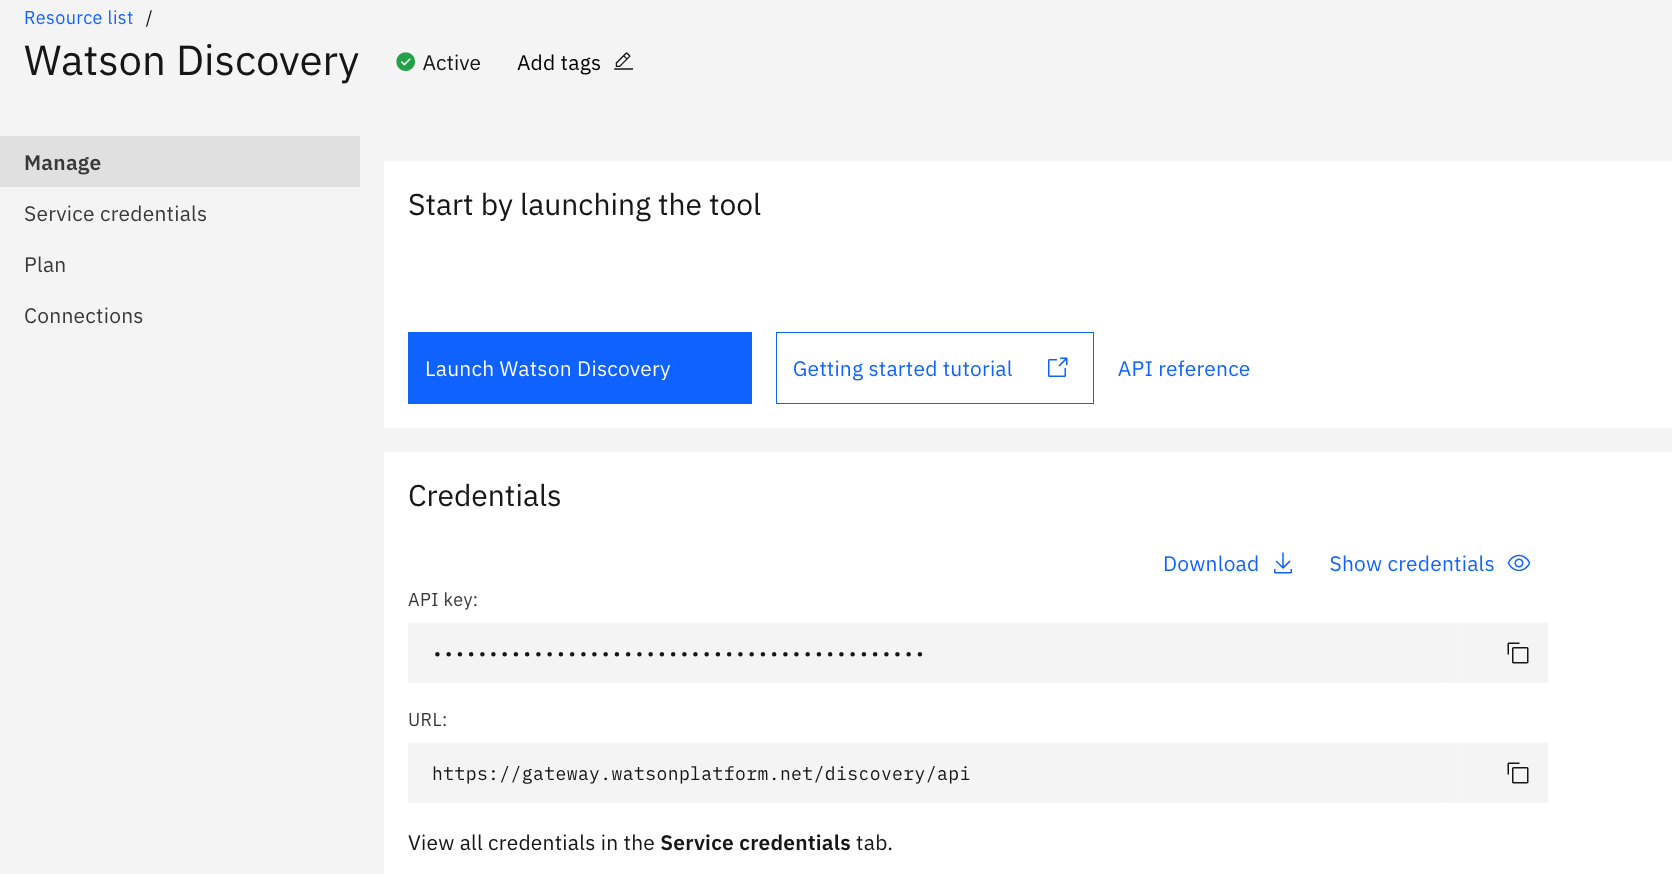 Resource list /
Watson Discovery Active Add tags
Manage
Service credentials
Plan
Connections
Start by launching the tool
Launch Watson Discovery Getting started tutorial API reference
Credentials
Download Show credentials
API key:
••••••••••••••••••••••••••••••••••••••••••••
URL:
https://gateway.watsonplatform.net/discovery/api
View all credentials in the Service credentials tab.